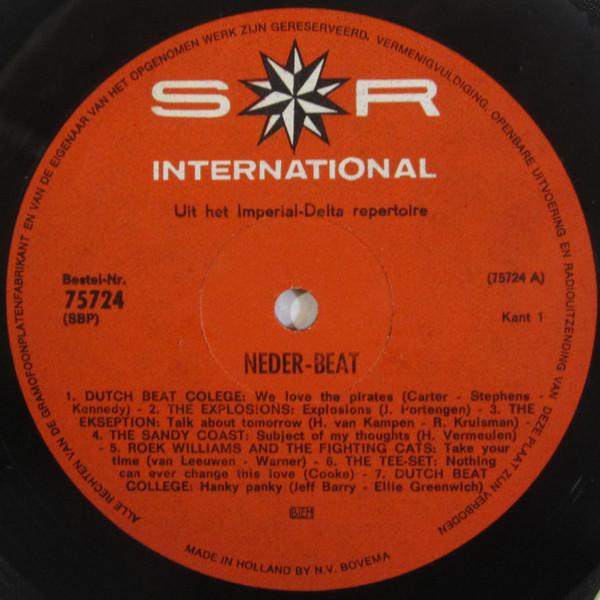 ALLE RECHTEN VAN DE GRAMOFOONPLATENFABRIKANT EN VAN DE EIGENAAR VAN HET OPGENOMEN WERK ZIJN GERESERVEERD. VERMENIGVULDIGING, OPENBARE UITVOERING EN RADIOUITZENDING VAN DEZE PLAAT ZIJN VERBODEN
S R
INTERNATIONAL
Uit het Imperial-Delta repertoire
Bestel-Nr.
75724
(SBP)
(75724 A)
Kant 1
NEDER-BEAT
1. DUTCH BEAT COLEGE: We love the pirates (Carter - Stephens -
Kennedy) - 2. THE EXPLOSIONS: Explosions (J. Portengen) - 3. THE
EKSEPTION: Talk about tomorrow (H. van Kampen - R. Kruisman) -
4. THE SANDY COAST: Subject of my thoughts (H. Vermeulen)
- 5. ROEK WILLIAMS AND THE FIGHTING CATS: Take your
time (van Leeuwen - Warner) - 6. THE TEE-SET: Nothing
can ever change this love (Cooke) - 7. DUTCH BEAT
COLLEGE: Hanky panky (Jeff Barry - Ellie Greenwich)
BIEM
MADE IN HOLLAND BY N.V. BOVEMA